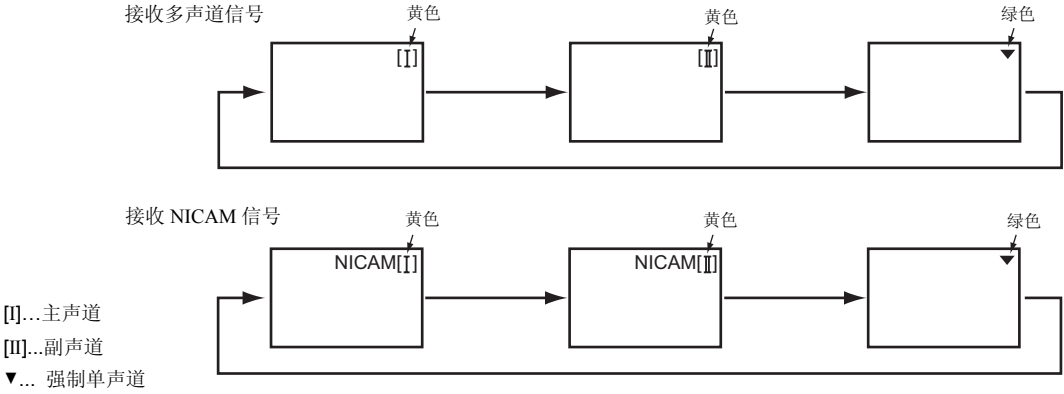 接收多声道信号
黄色 黄色 绿色
[I] [II] ▼
接收 NICAM 信号
黄色 黄色 绿色
NICAM[I] NICAM[II] ▼
[I]…主声道
[II]...副声道
▼... 强制单声道